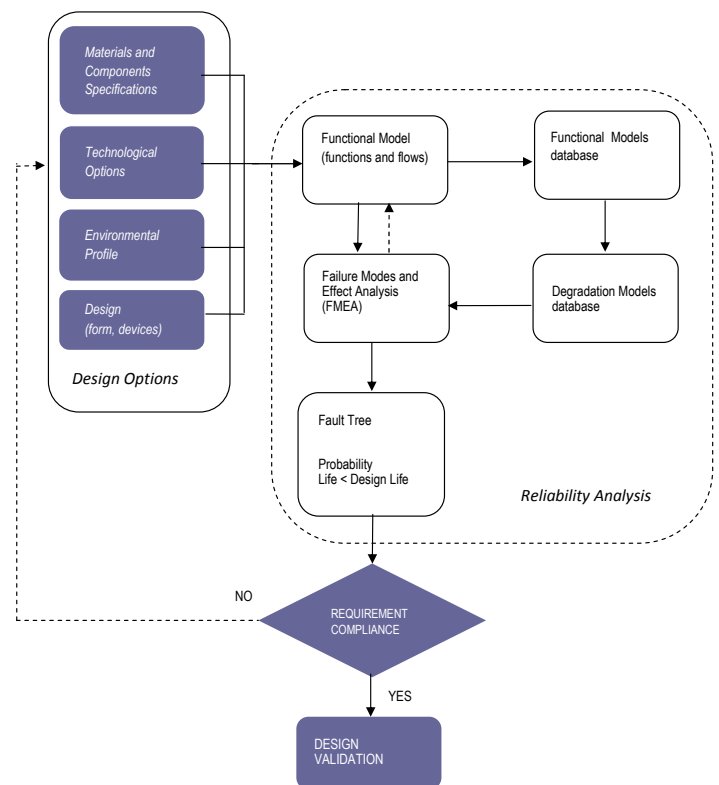 Materials and
Components
Specifications
Technological
Options
Environmental
Profile
Design
(form, devices)
Design Options
Functional Model
(functions and flows)
Functional Models
database
Failure Modes and
Effect Analysis
(FMEA)
Degradation Models
database
Fault Tree
Probability
Life < Design Life
Reliability Analysis
NO
REQUIREMENT
COMPLIANCE
YES
DESIGN
VALIDATION